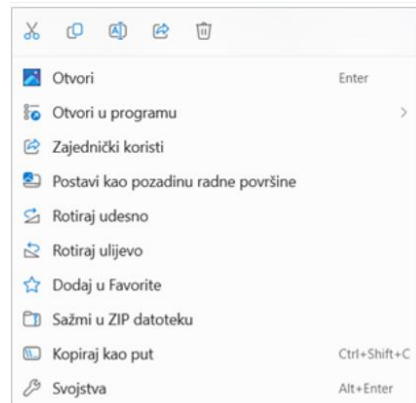 Otvori Enter
Otvori u programu
Zajednički koristi
Postavi kao pozadinu radne površine
Rotiraj udesno
Rotiraj ulijevo
Dodaj u Favorite
Sažmi u ZIP datoteku
Kopiraj kao put Ctrl+Shift+C
Svojstva Alt+Enter